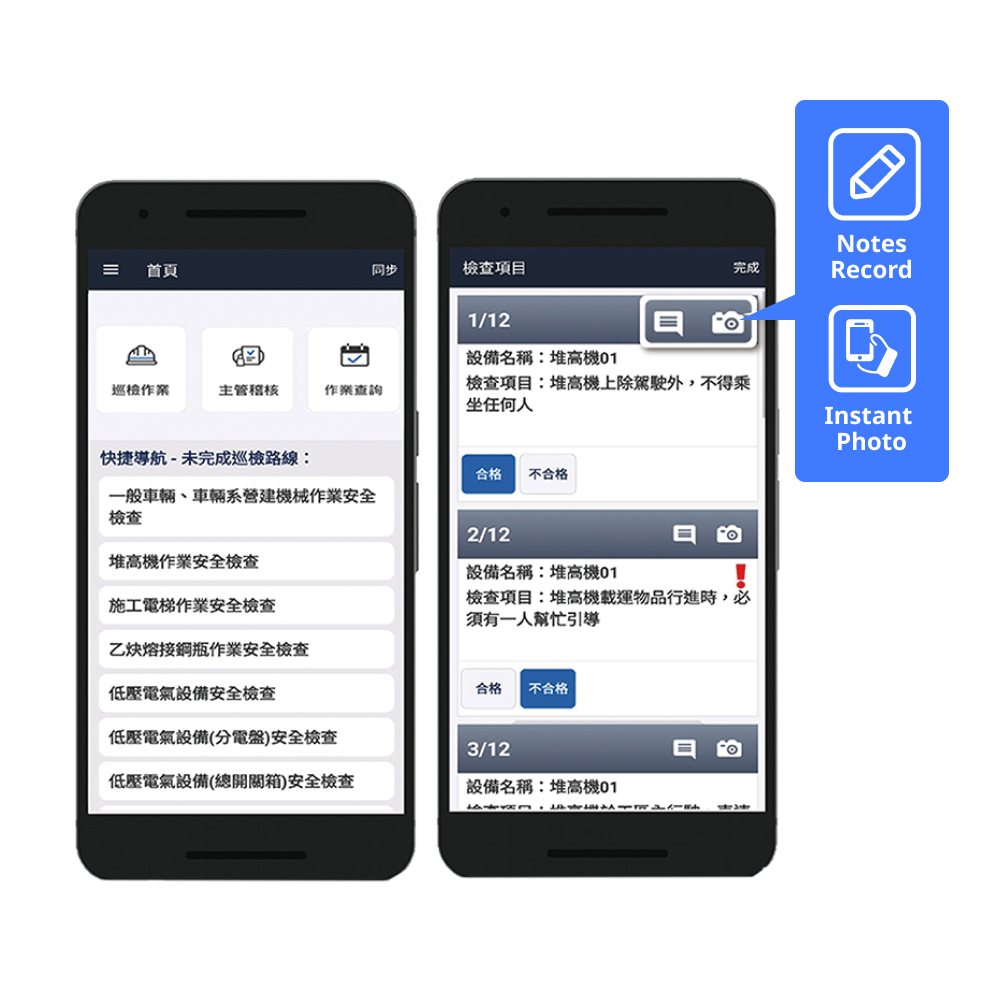 首頁
同步
巡檢作業
主管稽核
作業查詢
快捷導航 - 未完成巡檢路線：
一般車輛、車輛系營建機械作業安全
檢查
堆高機作業安全檢查
施工電梯作業安全檢查
乙炔熔接鋼瓶作業安全檢查
低壓電氣設備安全檢查
低壓電氣設備(分電盤)安全檢查
低壓電氣設備(總開關箱)安全檢查
檢查項目
完成
1/12
設備名稱：堆高機01
檢查項目：堆高機上除駕駛外，不得乘
坐任何人
合格
不合格
2/12
設備名稱：堆高機01
檢查項目：堆高機載運物品行進時，必
須有一人幫忙引導
合格
不合格
3/12
設備名稱：堆高機01
Notes
Record
Instant
Photo